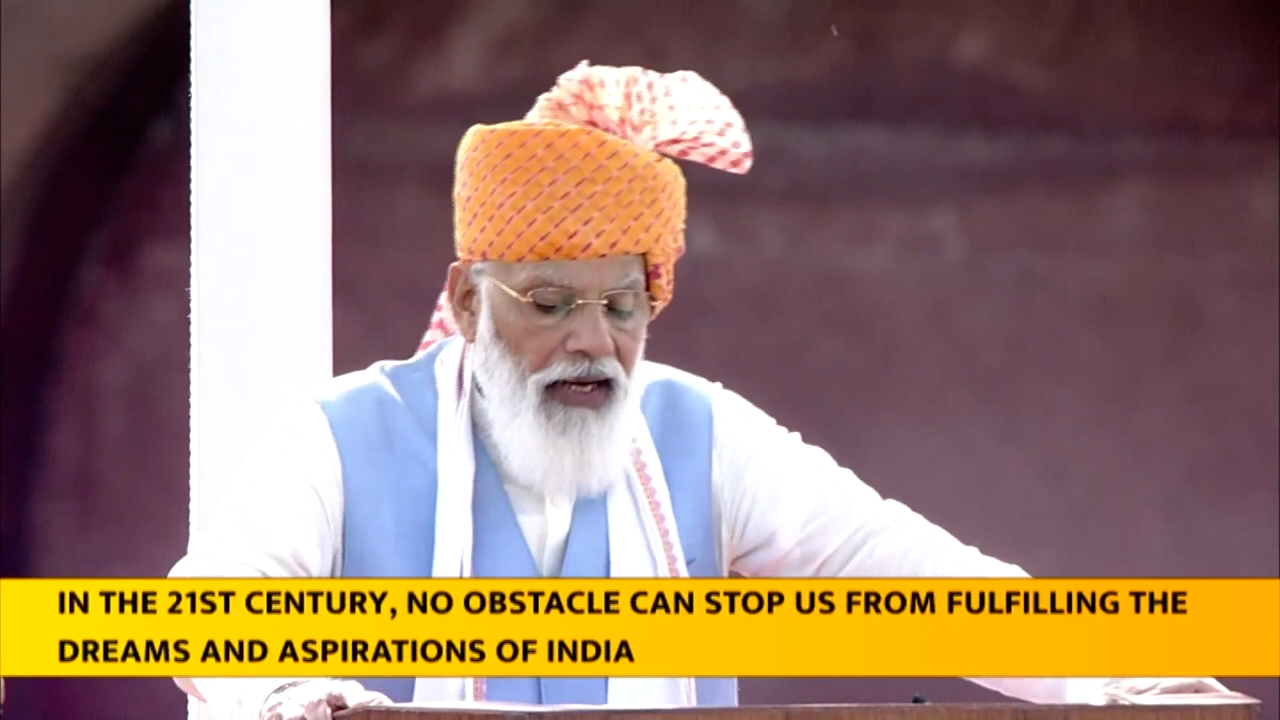 IN THE 21ST CENTURY, NO OBSTACLE CAN STOP US FROM FULFILLING THE
DREAMS AND ASPIRATIONS OF INDIA